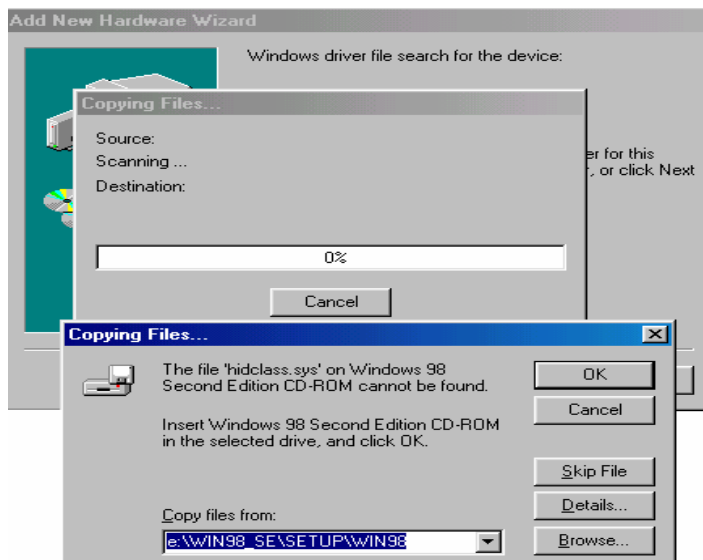 Add New Hardware Wizard
Windows driver file search for the device:
Copying Files...
Source:
Scanning ...
Destination:
er for this
, or click Next
0%
Cancel
Copying Files...
The file 'hidclass.sys' on Windows 98
Second Edition CD-ROM cannot be found.
Insert Windows 98 Second Edition CD-ROM
in the selected drive, and click OK.
Copy files from:
e:\WIN98_SE\SETUP\WIN98
OK
Cancel
Skip File
Details...
Browse...